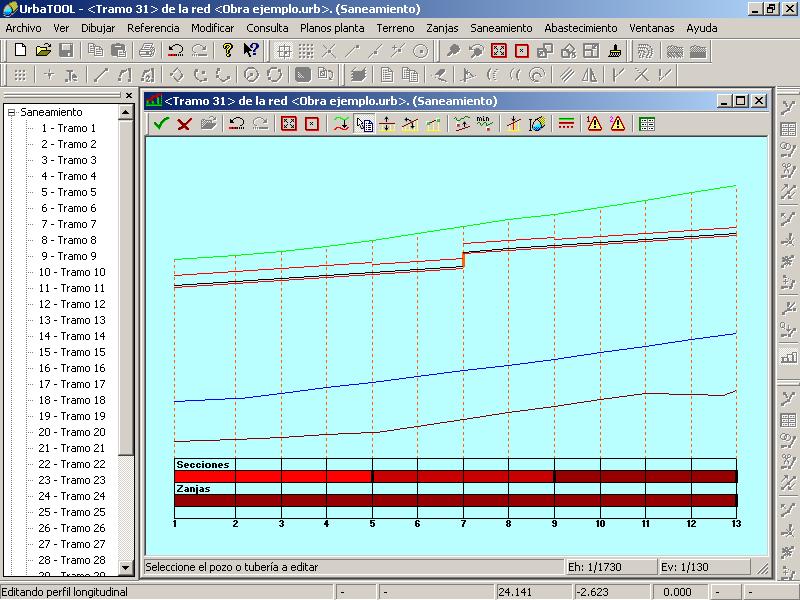 UrbaTOOL - <Tramo 31> de la red <Obra ejemplo.urb>. (Saneamiento)
Archivo Ver Dibujar Referencia Modificar Consulta Planos planta Terreno Zanjas Saneamiento Abastecimiento Ventanas Ayuda
Saneamiento
1 - Tramo 1
2 - Tramo 2
3 - Tramo 3
4 - Tramo 4
5 - Tramo 5
6 - Tramo 6
7 - Tramo 7
8 - Tramo 8
9 - Tramo 9
10 - Tramo 10
11 - Tramo 11
12 - Tramo 12
13 - Tramo 13
14 - Tramo 14
15 - Tramo 15
16 - Tramo 16
17 - Tramo 17
18 - Tramo 18
19 - Tramo 19
20 - Tramo 20
21 - Tramo 21
22 - Tramo 22
23 - Tramo 23
24 - Tramo 24
25 - Tramo 25
26 - Tramo 26
27 - Tramo 27
28 - Tramo 28
<Tramo 31> de la red <Obra ejemplo.urb>. (Saneamiento)
min
Secciones
Zanjas
1 2 3 4 5 6 7 8 9 10 11 12 13
Seleccione el pozo o tubería a editar Eh: 1/1730 Ev: 1/130
Editando perfil longitudinal - - 24.141 -2.623 0.000 - -